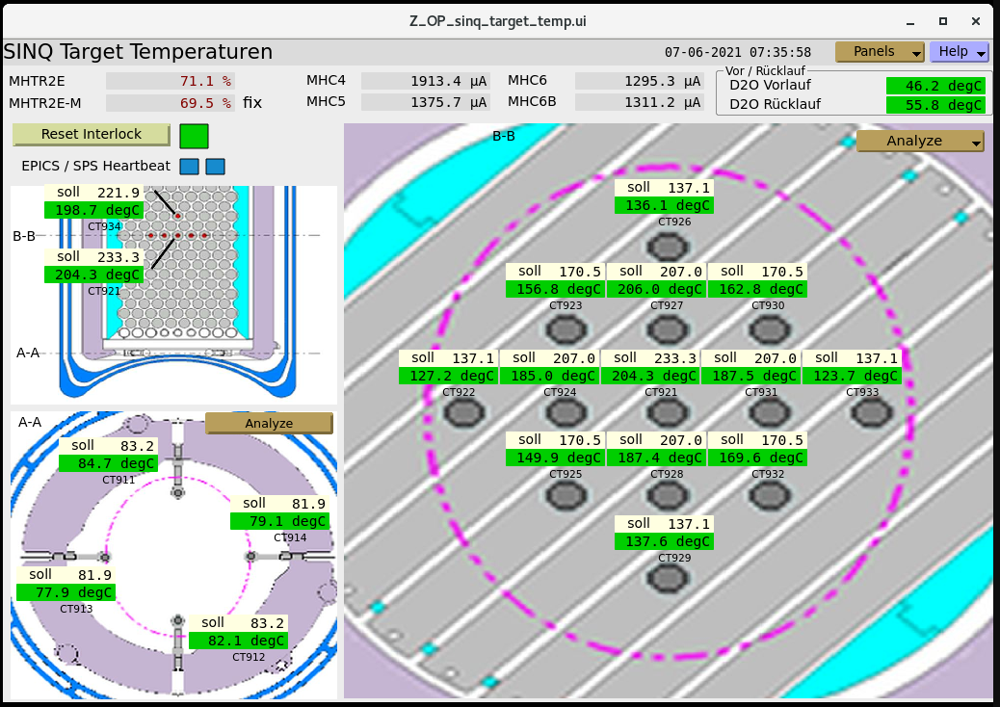 Z_OP_sinq_target_temp.ui
SINQ Target Temperaturen
07-06-2021 07:35:58
Panels
Help
MHTR2E 71.1 %
MHTR2E-M 69.5 % fix
MHC4 1913.4 µA
MHC5 1375.7 µA
MHC6 1295.3 µA
MHC6B 1311.2 µA
Vor / Rücklauf
D2O Vorlauf 46.2 degC
D2O Rücklauf 55.8 degC
Reset Interlock
EPICS / SPS Heartbeat
soll 221.9
198.7 degC
CT934
B-B
soll 233.3
204.3 degC
CT921
A-A
A-A
Analyze
soll 83.2
84.7 degC
CT911
soll 81.9
79.1 degC
CT914
soll 81.9
77.9 degC
CT913
soll 83.2
82.1 degC
CT912
B-B
Analyze
soll 137.1
136.1 degC
CT926
soll 170.5 soll 207.0 soll 170.5
156.8 degC 206.0 degC 162.8 degC
CT923 CT927 CT930
soll 137.1 soll 207.0 soll 233.3 soll 207.0 soll 137.1
127.2 degC 185.0 degC 204.3 degC 187.5 degC 123.7 degC
CT922 CT924 CT921 CT931 CT933
soll 170.5 soll 207.0 soll 170.5
149.9 degC 187.4 degC 169.6 degC
CT925 CT928 CT932
soll 137.1
137.6 degC
CT929